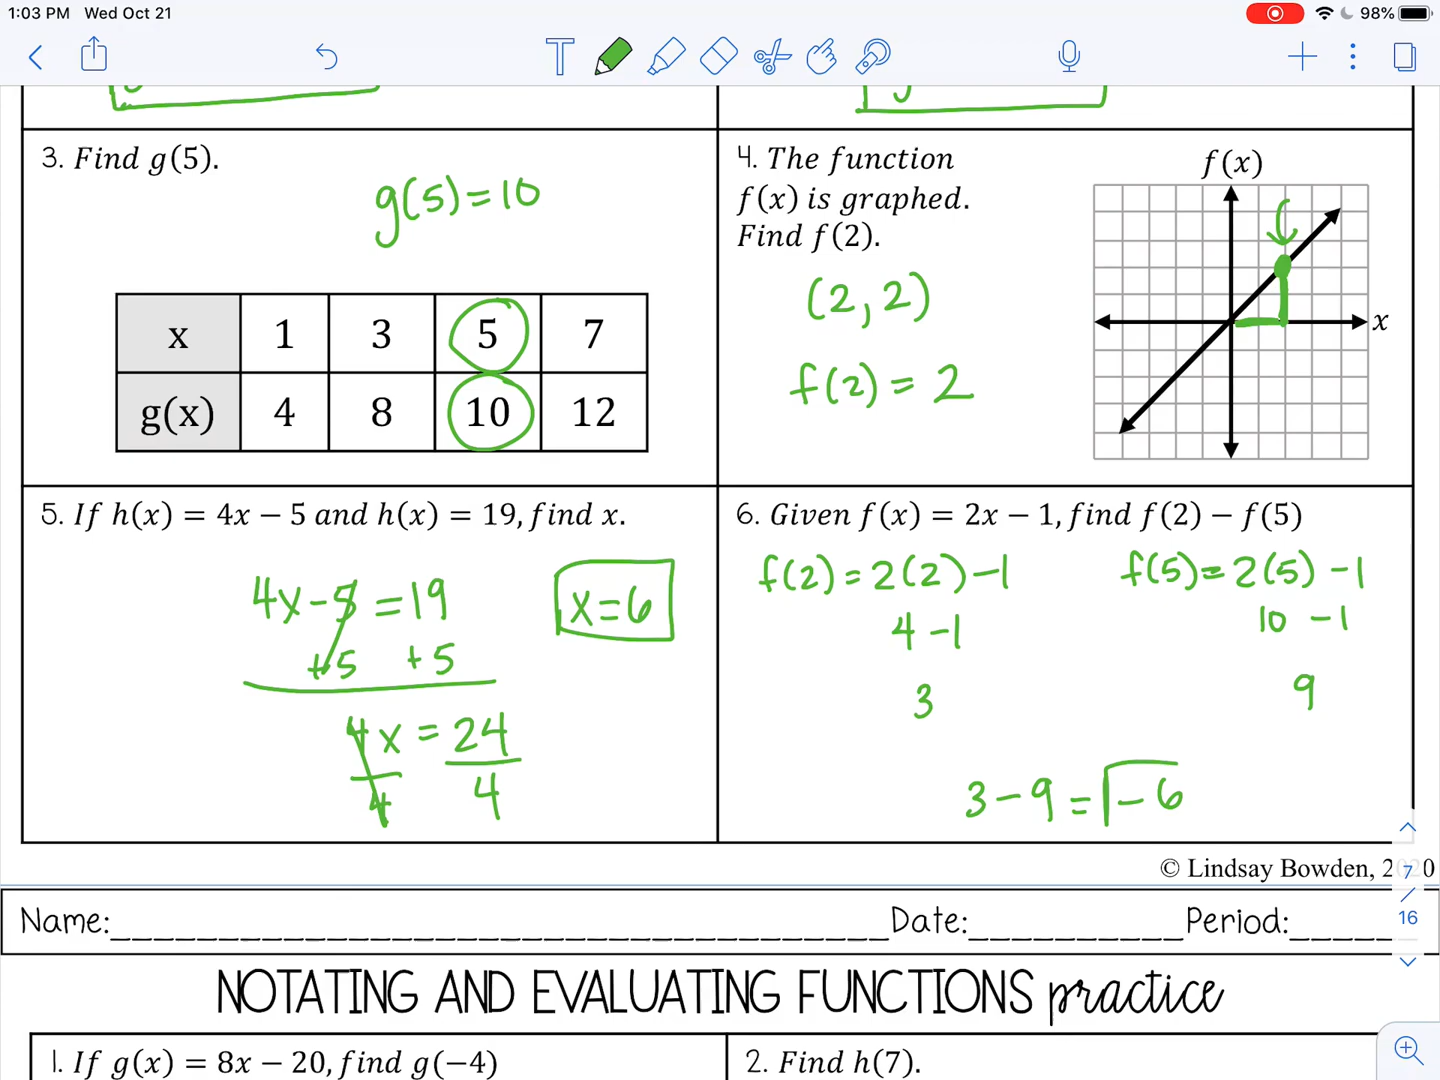 1:03 PM Wed Oct 21
98%
T
3. Find g(5).
g(5)=10
x 1 3 5 7
g(x) 4 8 10 12
4. The function
f(x) is graphed.
Find f(2).
(2, 2)
f(2) = 2
f(x)
x
5. If h(x) = 4x − 5 and h(x) = 19, find x.
4x−5 =19
+5 +5
4x = 24
4 4
x=6
6. Given f(x) = 2x − 1, find f(2) − f(5)
f(2)=2(2)−1
4 −1
3
f(5)=2(5)−1
10 −1
9
3−9=−6
© Lindsay Bowden, 2020
7
/
16
Name: Date: Period:
NOTATING AND EVALUATING FUNCTIONS practice
1. If g(x) = 8x − 20, find g(−4)
2. Find h(7).